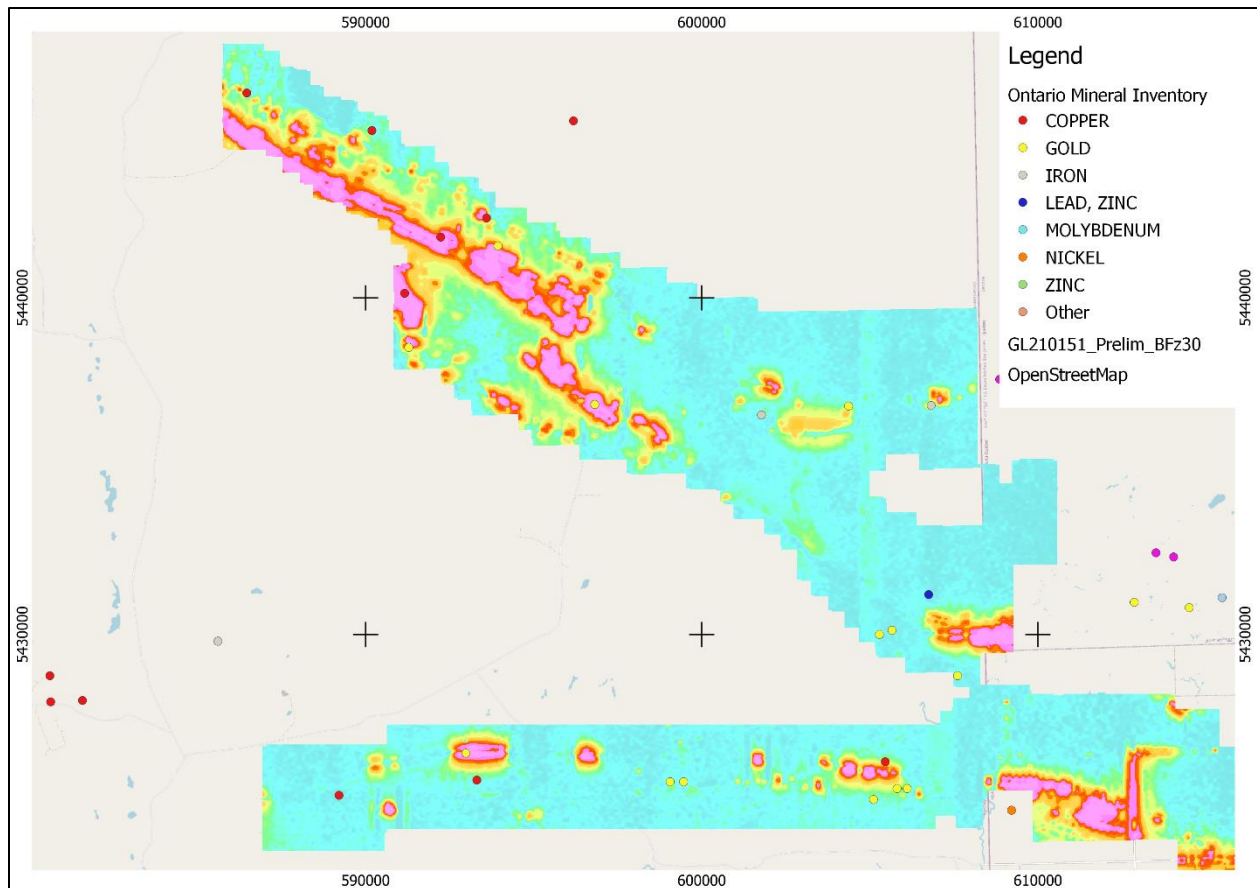 590000
600000
610000
Legend
Ontario Mineral Inventory
COPPER
GOLD
IRON
LEAD, ZINC
MOLYBDENUM
NICKEL
ZINC
Other
GL210151_Prelim_BFz30
OpenStreetMap
5440000
5440000
5430000
5430000
590000
600000
610000